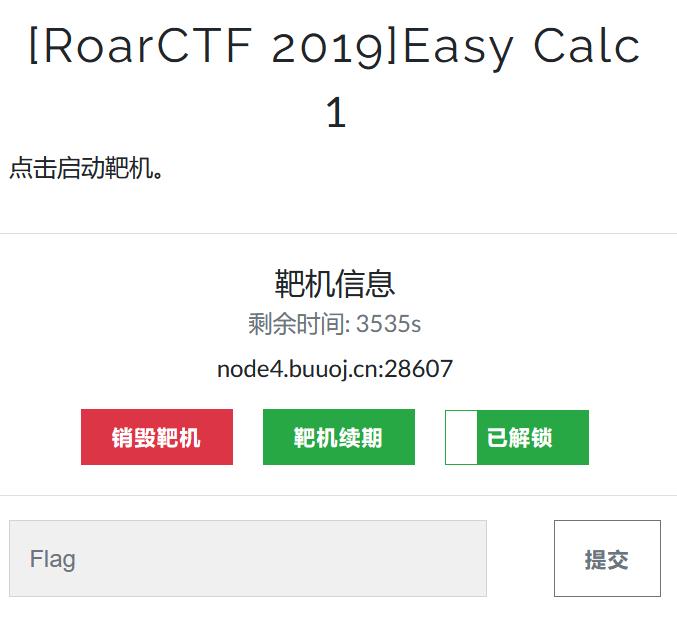 [RoarCTF 2019]Easy Calc
1
点击启动靶机。
靶机信息
剩余时间: 3535s
node4.buuoj.cn:28607
销毁靶机 靶机续期 已解锁
Flag 提交